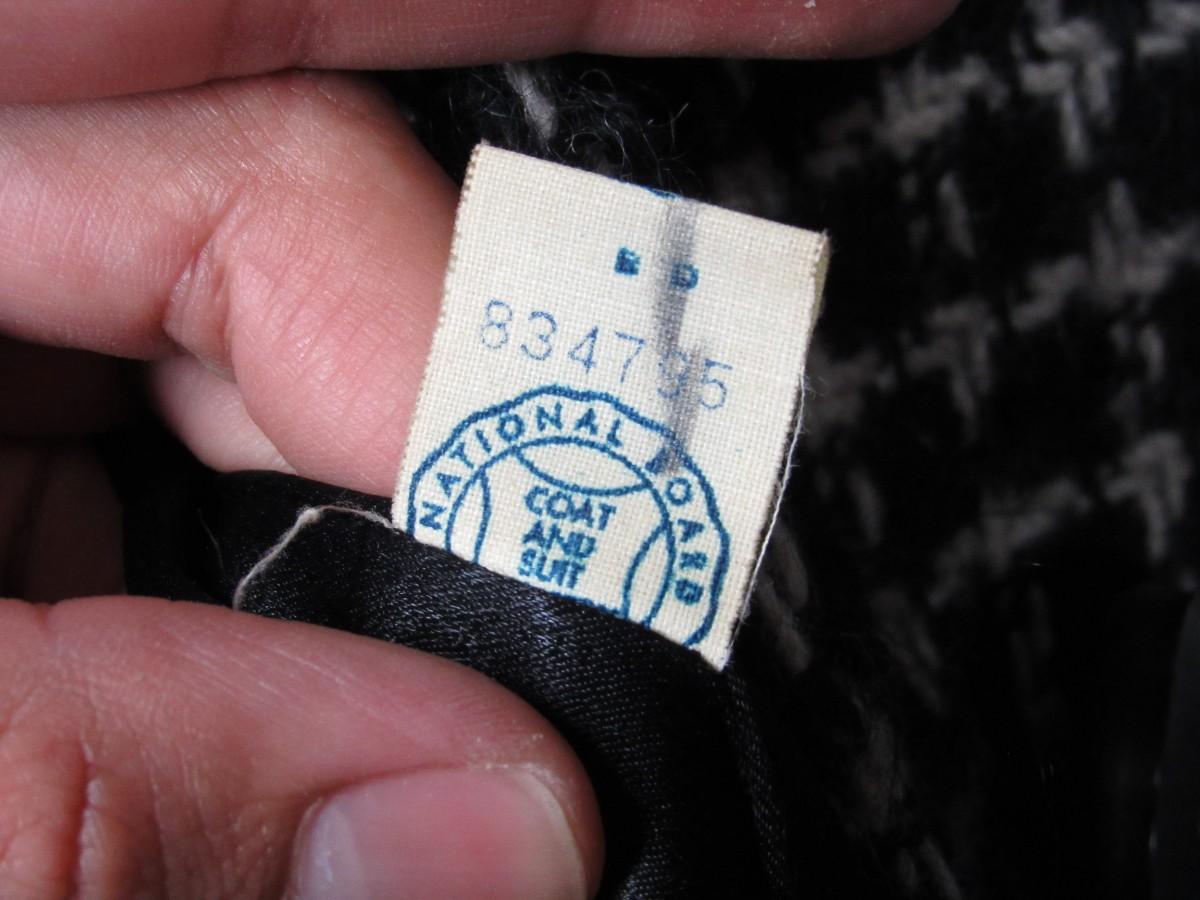 B D
834795
NATIONAL BOARD
COAT
AND
SUIT